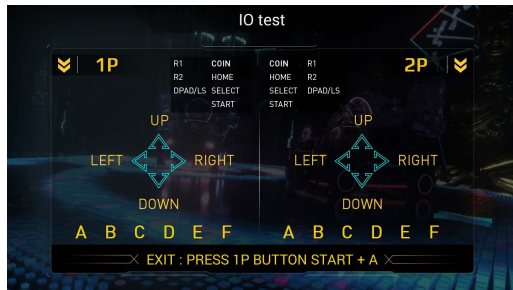 IO test
1P
R1 COIN
R2 HOME
DPAD/LS SELECT
START
COIN R1
HOME R2
SELECT DPAD/LS
START
2P
UP
LEFT RIGHT
DOWN
A B C D E F
UP
LEFT RIGHT
DOWN
A B C D E F
EXIT : PRESS 1P BUTTON START + A